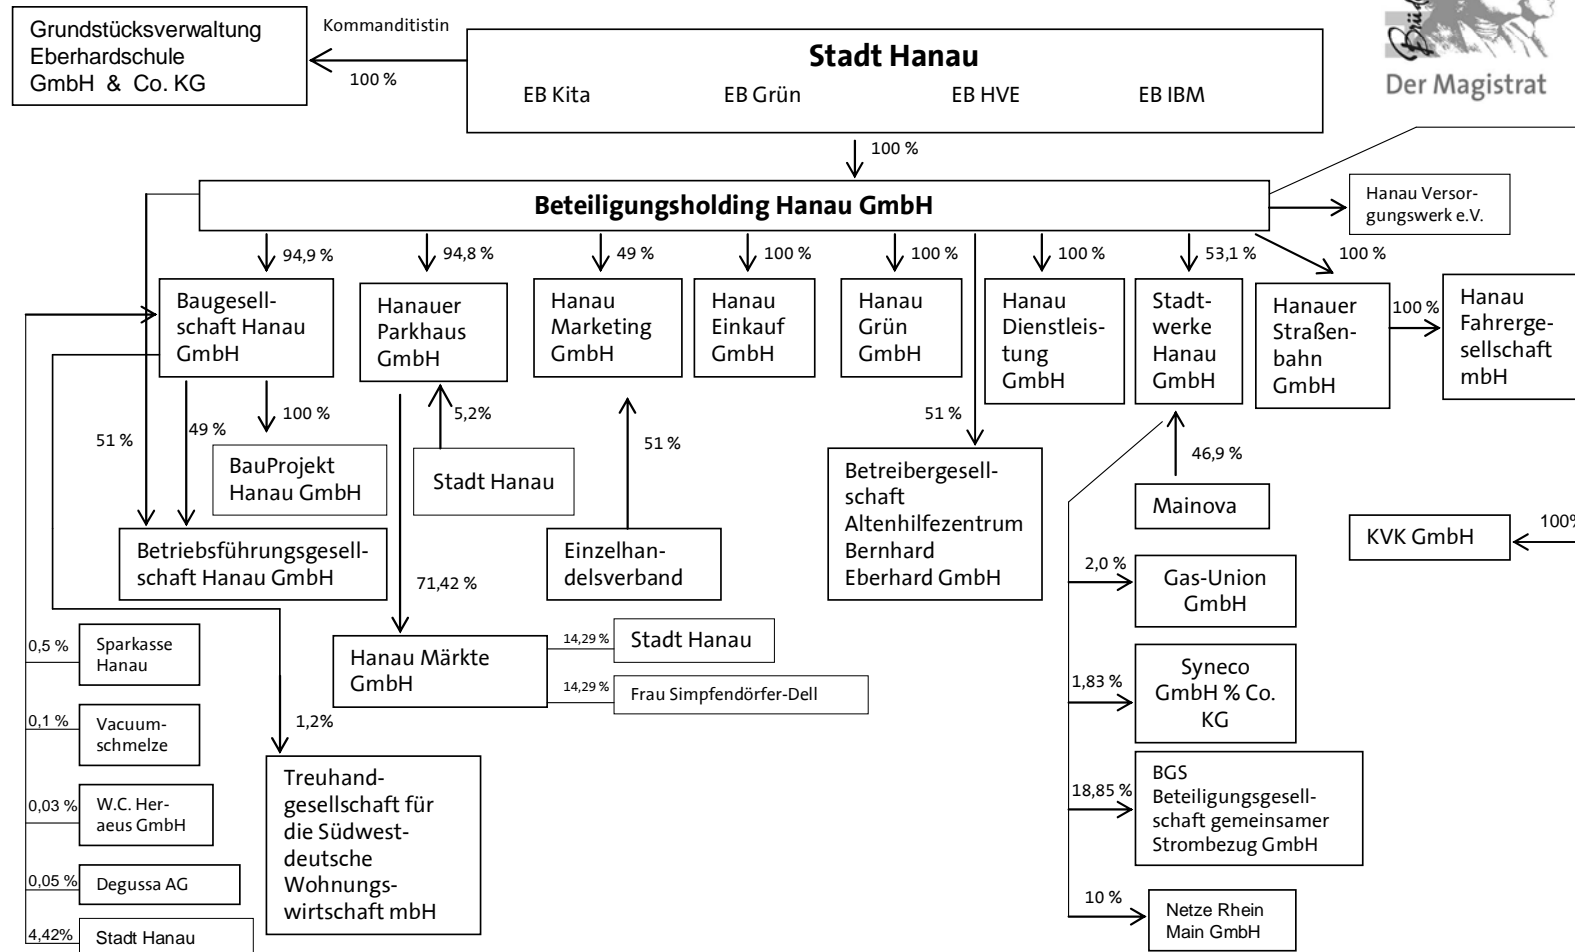 Grundstücksverwaltung
Eberhardschule
GmbH & Co. KG
Kommanditistin
100 %
Stadt Hanau
EB Kita
EB Grün
EB HVE
EB IBM
Brüd
Der Magistrat
100 %
Beteiligungsholding Hanau GmbH
Hanau Versor-
gungswerk e.V.
94,9 %
94,8 %
49 %
100 %
100 %
100 %
53,1 %
100 %
Baugesell-
schaft Hanau
GmbH
Hanauer
Parkhaus
GmbH
Hanau
Marketing
GmbH
Hanau
Einkauf
GmbH
Hanau
Grün
GmbH
Hanau
Dienstleis-
tung
GmbH
Stadt-
werke
Hanau
GmbH
Hanauer
Straßen-
bahn
GmbH
100 %
Hanau
Fahrerge-
sellschaft
mbH
51 %
49 %
100 %
5,2%
51 %
51 %
46,9 %
BauProjekt
Hanau GmbH
Stadt Hanau
Betreibergesell-
schaft
Altenhilfezentrum
Bernhard
Eberhard GmbH
Mainova
Betriebsführungsgesell-
schaft Hanau GmbH
Einzelhan-
delsverband
KVK GmbH
100%
71,42 %
2,0 %
Gas-Union
GmbH
0,5 %
Sparkasse
Hanau
Hanau Märkte
GmbH
14,29 %
Stadt Hanau
14,29 %
Frau Simpfendörfer-Dell
1,83 %
Syneco
GmbH % Co.
KG
0,1 %
Vacuum-
schmelze
1,2%
Treuhand-
gesellschaft für
die Südwest-
deutsche
Wohnungs-
wirtschaft mbH
18,85 %
BGS
Beteiligungsgesell-
schaft gemeinsamer
Strombezug GmbH
0,03 %
W.C. Her-
aeus GmbH
0,05 %
Degussa AG
10 %
Netze Rhein
Main GmbH
4,42%
Stadt Hanau